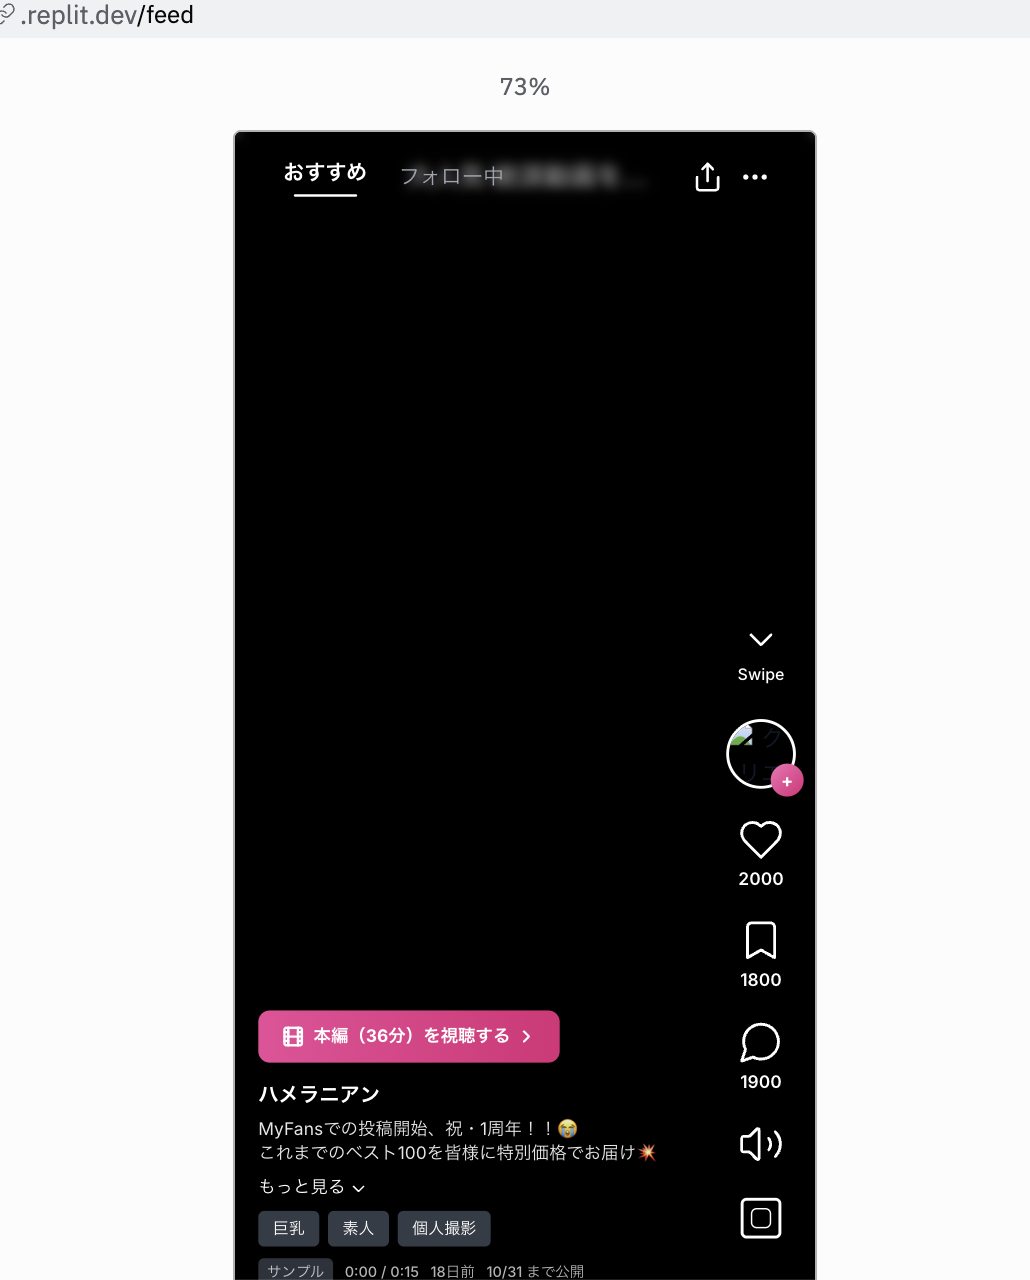 .replit.dev/feed
73%
おすすめ
フォロー中
Swipe
+
2000
1800
本編（36分）を視聴する
1900
ハメラニアン
MyFansでの投稿開始、祝・1周年！！😭
これまでのベスト100を皆様に特別価格でお届け💥
もっと見る
巨乳 素人 個人撮影
サンプル 0:00 / 0:15 18日前 10/31 まで公開